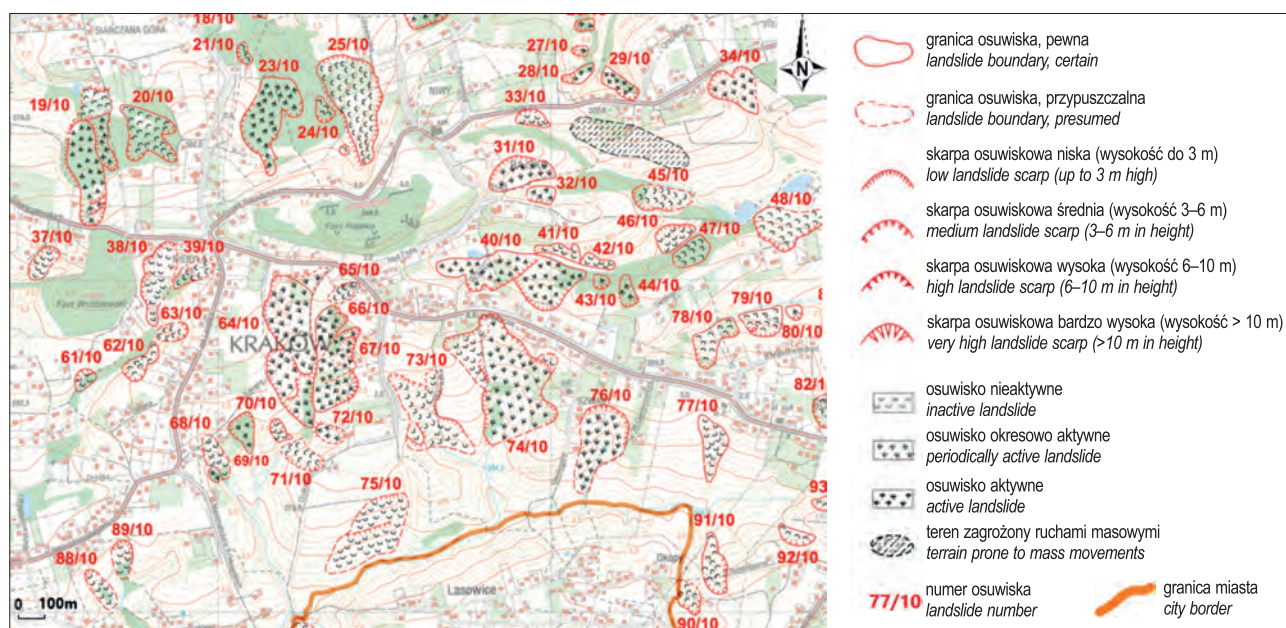 18/10
SIARCZANA GÓRA
21/10
25/10
23/10
27/10
29/10
34/10
28/10
N
19/10
20/10
NIWY
33/10
24/10
31/10
32/10
45/10
48/10
46/10
47/10
37/10
38/10
39/10
40/10
41/10
42/10
65/10
43/10
44/10
Fort Wróblewski
66/10
79/10
63/10
64/10
78/10
80/10
KRAKÓW
62/10
67/10
73/10
61/10
82/1
76/10
77/10
70/10
68/10
72/10
69/10
74/10
71/10
75/10
93
91/10
89/10
92/10
88/10
Lasowice
0 100m
90/10
granica osuwiska, pewna
landslide boundary, certain
granica osuwiska, przypuszczalna
landslide boundary, presumed
skarpa osuwiskowa niska (wysokość do 3 m)
low landslide scarp (up to 3 m high)
skarpa osuwiskowa średnia (wysokość 3–6 m)
medium landslide scarp (3–6 m in height)
skarpa osuwiskowa wysoka (wysokość 6–10 m)
high landslide scarp (6–10 m in height)
skarpa osuwiskowa bardzo wysoka (wysokość > 10 m)
very high landslide scarp (>10 m in height)
osuwisko nieaktywne
inactive landslide
osuwisko okresowo aktywne
periodically active landslide
osuwisko aktywne
active landslide
teren zagrożony ruchami masowymi
terrain prone to mass movements
77/10
numer osuwiska
landslide number
granica miasta
city border